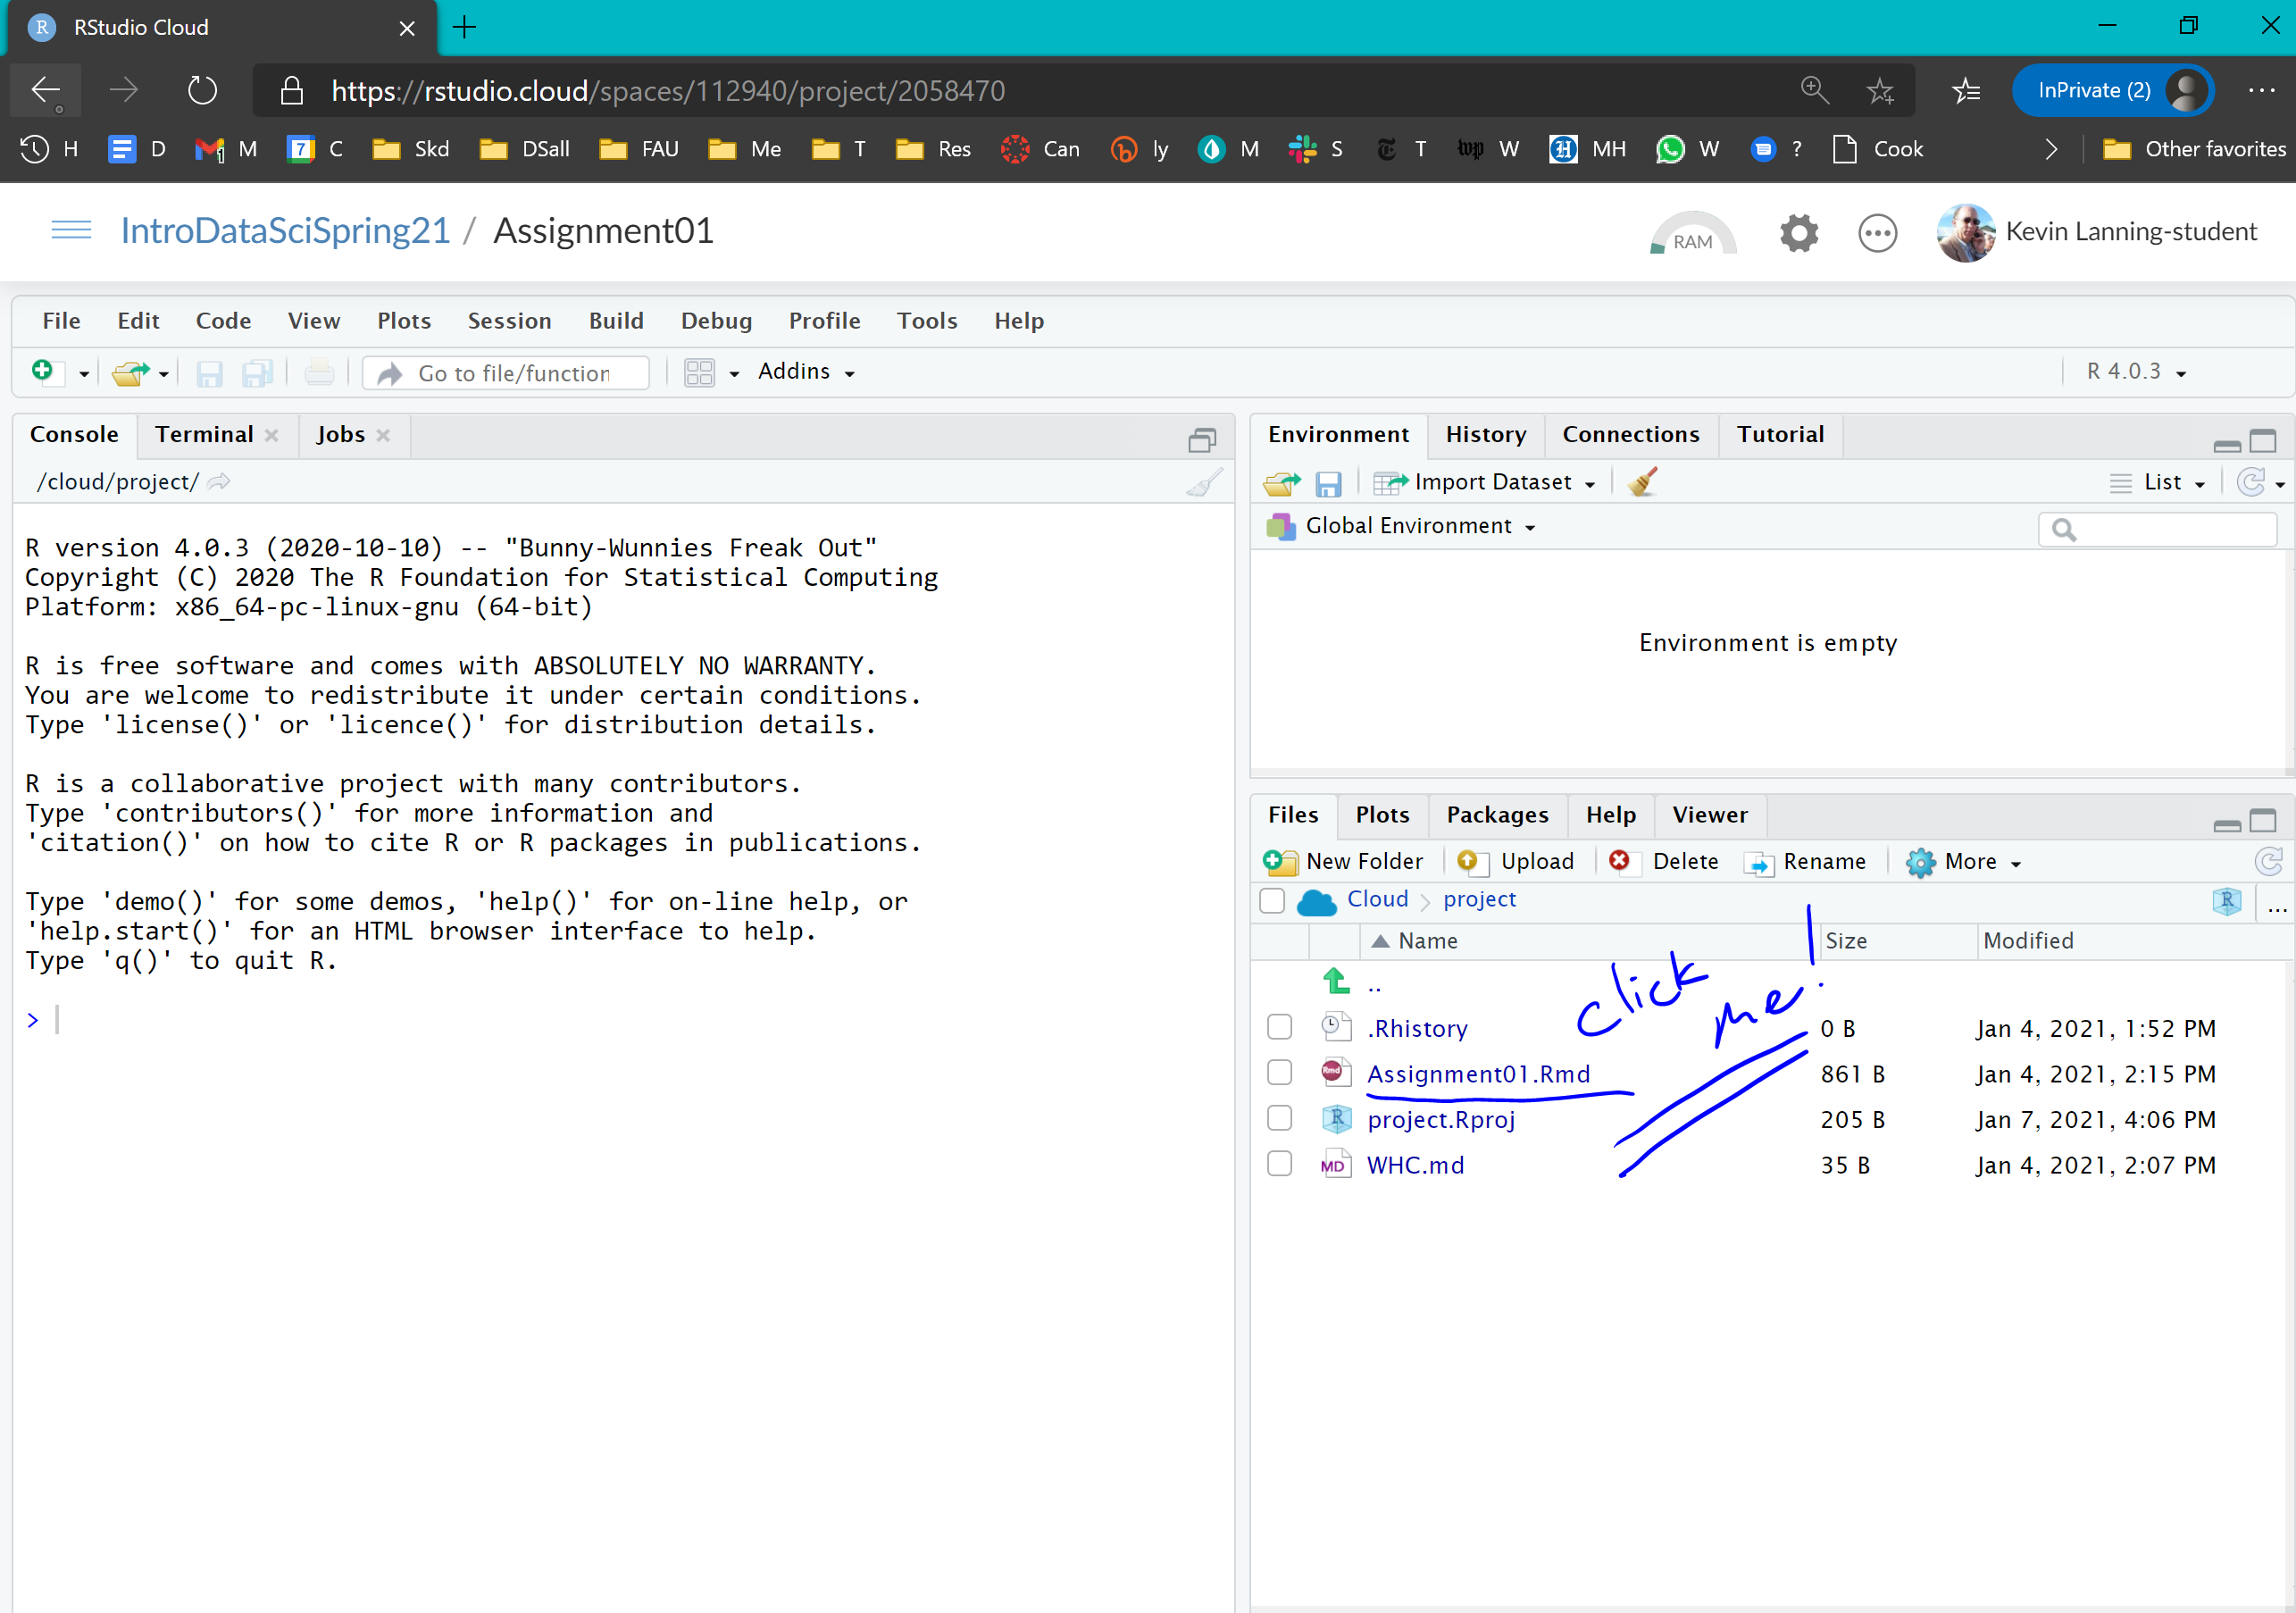 RStudio Cloud
https://rstudio.cloud/spaces/112940/project/2058470
InPrivate (2)
H D M 7 C Skd DSall FAU Me T Res Can ly M S T W MH W ? Cook Other favorites
IntroDataSciSpring21 / Assignment01
RAM
Kevin Lanning-student
File Edit Code View Plots Session Build Debug Profile Tools Help
Go to file/function
Addins
R 4.0.3
Console Terminal Jobs
/cloud/project/
R version 4.0.3 (2020-10-10) -- "Bunny-Wunnies Freak Out"
Copyright (C) 2020 The R Foundation for Statistical Computing
Platform: x86_64-pc-linux-gnu (64-bit)
R is free software and comes with ABSOLUTELY NO WARRANTY.
You are welcome to redistribute it under certain conditions.
Type 'license()' or 'licence()' for distribution details.
R is a collaborative project with many contributors.
Type 'contributors()' for more information and
'citation()' on how to cite R or R packages in publications.
Type 'demo()' for some demos, 'help()' for on-line help, or
'help.start()' for an HTML browser interface to help.
Type 'q()' to quit R.
>
Environment History Connections Tutorial
Import Dataset
List
Global Environment
Environment is empty
Files Plots Packages Help Viewer
New Folder Upload Delete Rename More
Cloud project
...
Name Size Modified
..
click me!
.Rhistory 0 B Jan 4, 2021, 1:52 PM
Assignment01.Rmd 861 B Jan 4, 2021, 2:15 PM
project.Rproj 205 B Jan 7, 2021, 4:06 PM
MD WHC.md 35 B Jan 4, 2021, 2:07 PM